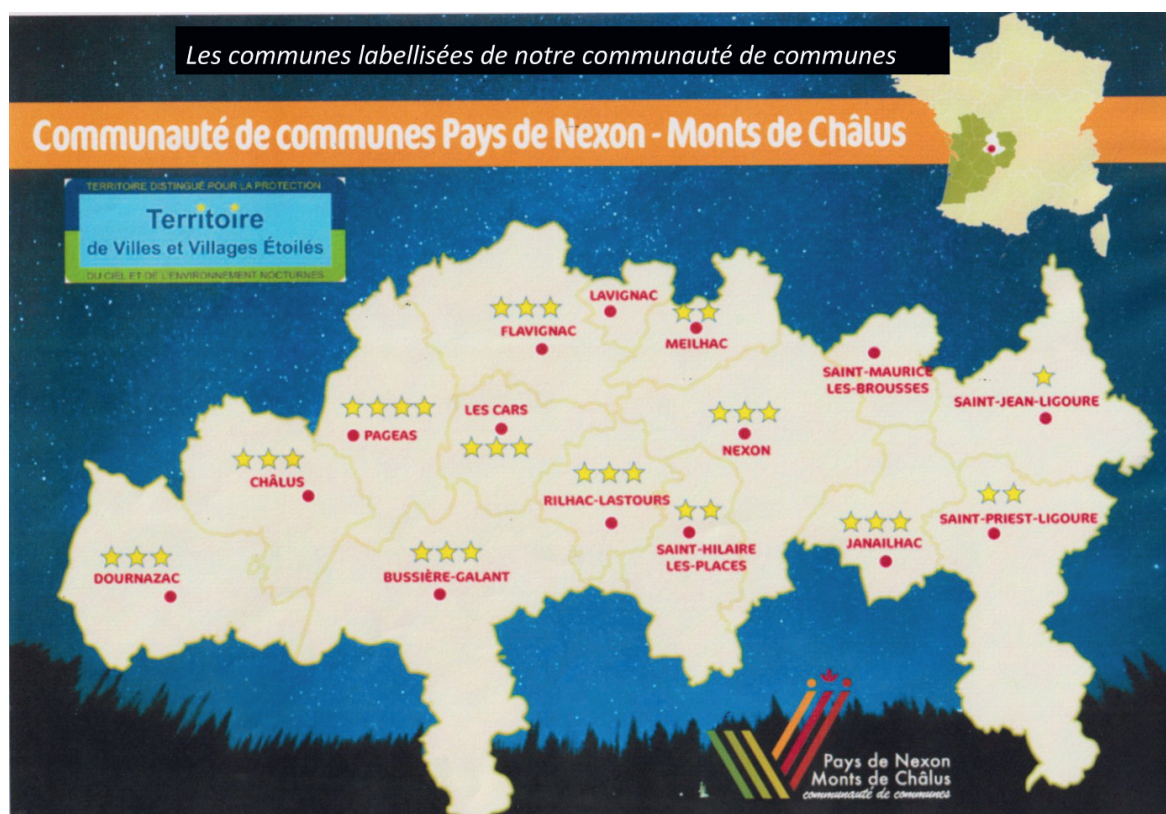 Les communes labellisées de notre communauté de communes
Communauté de communes Pays de Nexon - Monts de Châlus
TERRITOIRE DISTINGUÉ POUR LA PROTECTION
Territoire
de Villes et Villages Étoilés
DU CIEL ET DE L'ENVIRONNEMENT NOCTURNES
LAVIGNAC
FLAVIGNAC
MEILHAC
SAINT-MAURICE
LES-BROUSSES
SAINT-JEAN-LIGOURE
LES CARS
PAGEAS
NEXON
CHÂLUS
RILHAC-LASTOURS
SAINT-PRIEST-LIGOURE
JANAILHAC
SAINT-HILAIRE
LES-PLACES
DOURNAZAC
BUSSIÈRE-GALANT
Pays de Nexon
Monts de Châlus
communauté de communes